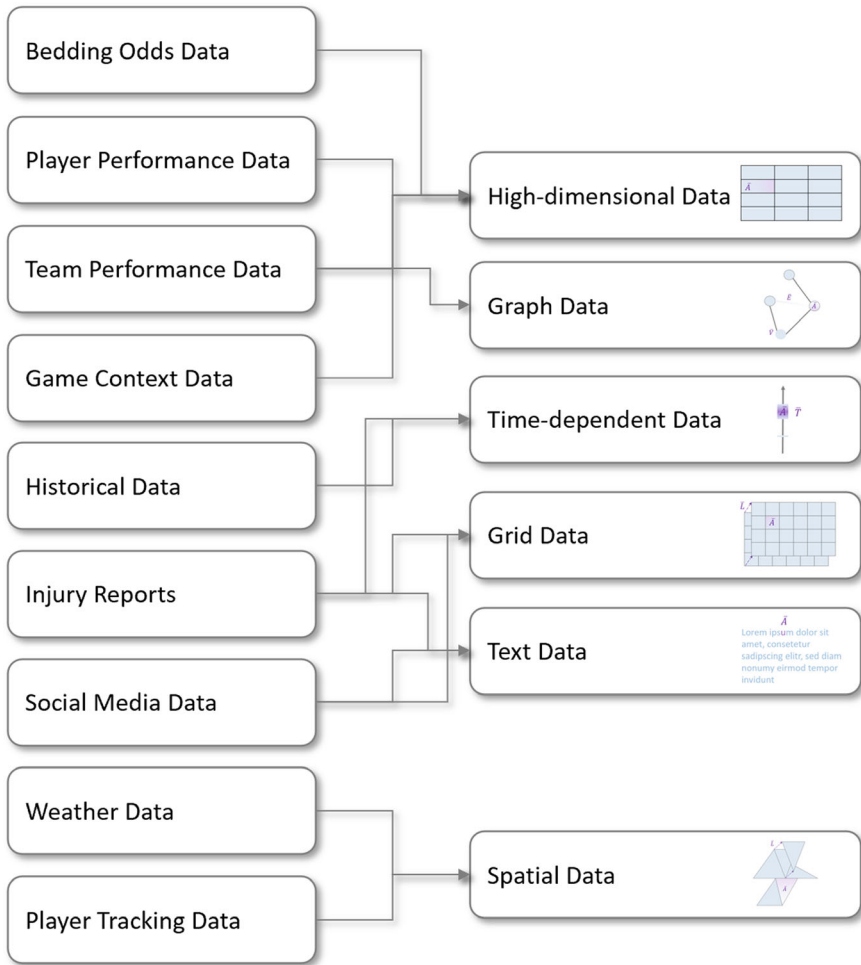 Bedding Odds Data
Player Performance Data
Team Performance Data
Game Context Data
Historical Data
Injury Reports
Social Media Data
Weather Data
Player Tracking Data
High-dimensional Data
Ā
Graph Data
Ē
Ā
V̄
Time-dependent Data
Ā T̄
Grid Data
L̄
Ā
Text Data
Ā
Lorem ipsum dolor sit
amet, consetetur
sadipscing elitr, sed diam
nonumy eirmod tempor
invidunt
Spatial Data
L̄
Ā